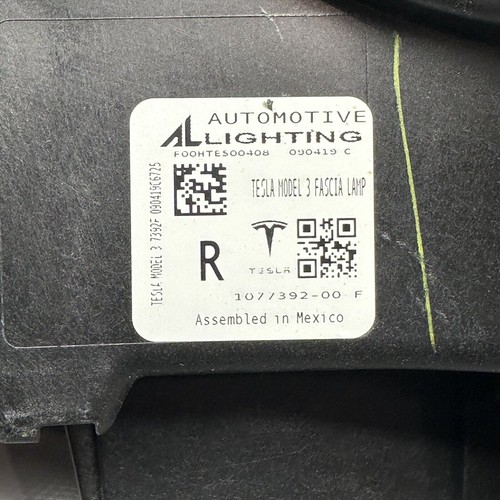 AUTOMOTIVE
AL LIGHTING
F00HTE500408 090419 C
TESLA MODEL 3 FASCIA LAMP
TESLA MODEL 3 7392F 090419C6725
R
TESLA
1077392-00 F
Assembled in Mexico